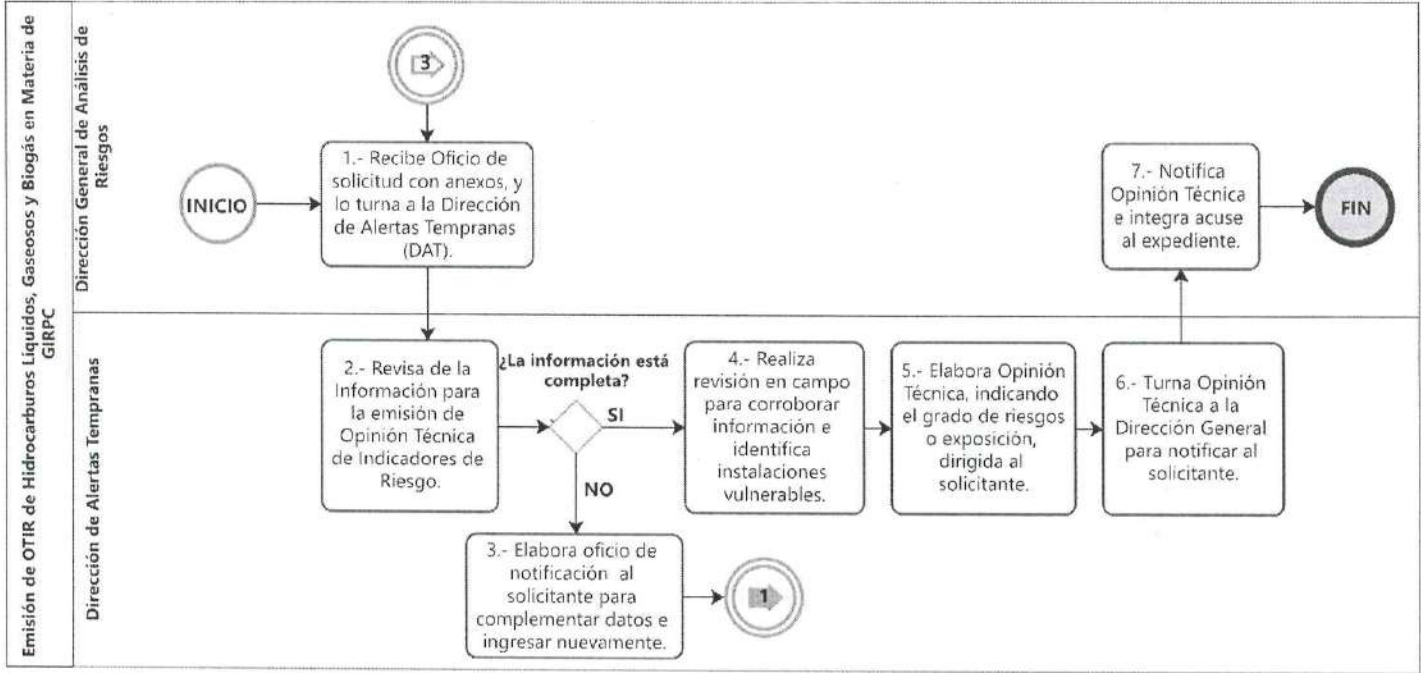 Emisión de OTIR de Hidrocarburos Líquidos, Gaseosos y Biogás en Materia de
GIRPC
Dirección General de Análisis de
Riesgos
3
INICIO
1.- Recibe Oficio de
solicitud con anexos, y
lo turna a la Dirección
de Alertas Tempranas
(DAT).
7.- Notifica
Opinión Técnica
e integra acuse
al expediente.
FIN
Dirección de Alertas Tempranas
2.- Revisa de la
Información para
la emisión de
Opinión Técnica
de Indicadores de
Riesgo.
¿La información está
completa?
SI
NO
3.- Elabora oficio de
notificación al
solicitante para
complementar datos e
ingresar nuevamente.
1
4.- Realiza
revisión en campo
para corroborar
información e
identifica
instalaciones
vulnerables.
5.- Elabora Opinión
Técnica, indicando
el grado de riesgos
o exposición,
dirigida al
solicitante.
6.- Turna Opinión
Técnica a la
Dirección General
para notificar al
solicitante.